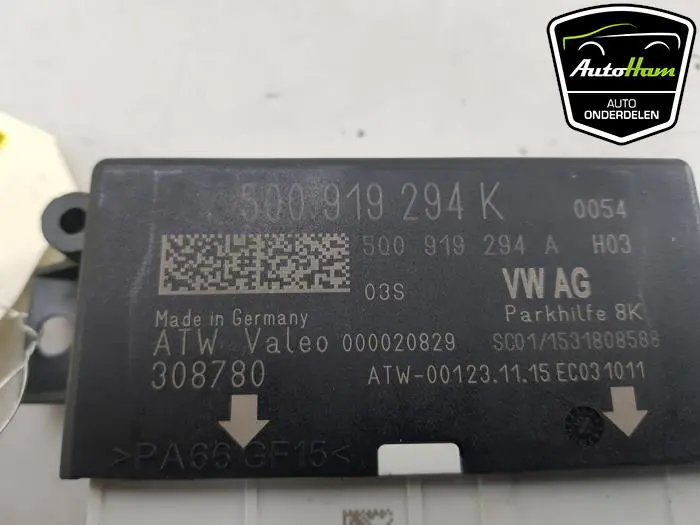 AutoHam
AUTO
ONDERDELEN
5Q0 919 294 K
0054
5Q0 919 294 A H03
03S
VW AG
Parkhilfe 8K
Made in Germany
ATW Valeo 000020829
SC01/1531808588
308780
ATW-00123.11.15 EC031011
>PA66 GF15<